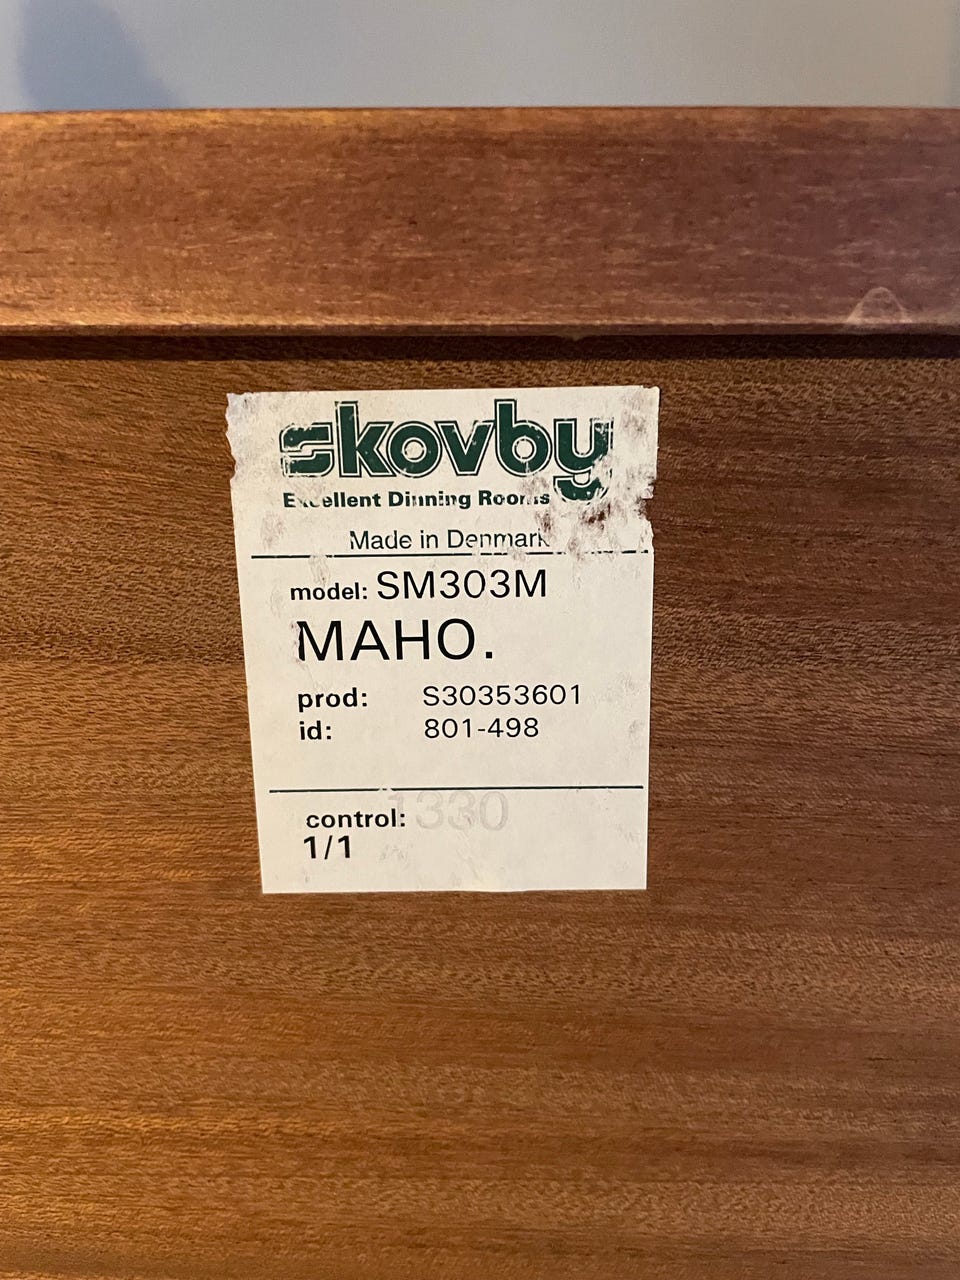 skovby
Excellent Dinning Rooms
Made in Denmark
model: SM303M
MAHO.
prod: S30353601
id: 801-498
control: 1330
1/1